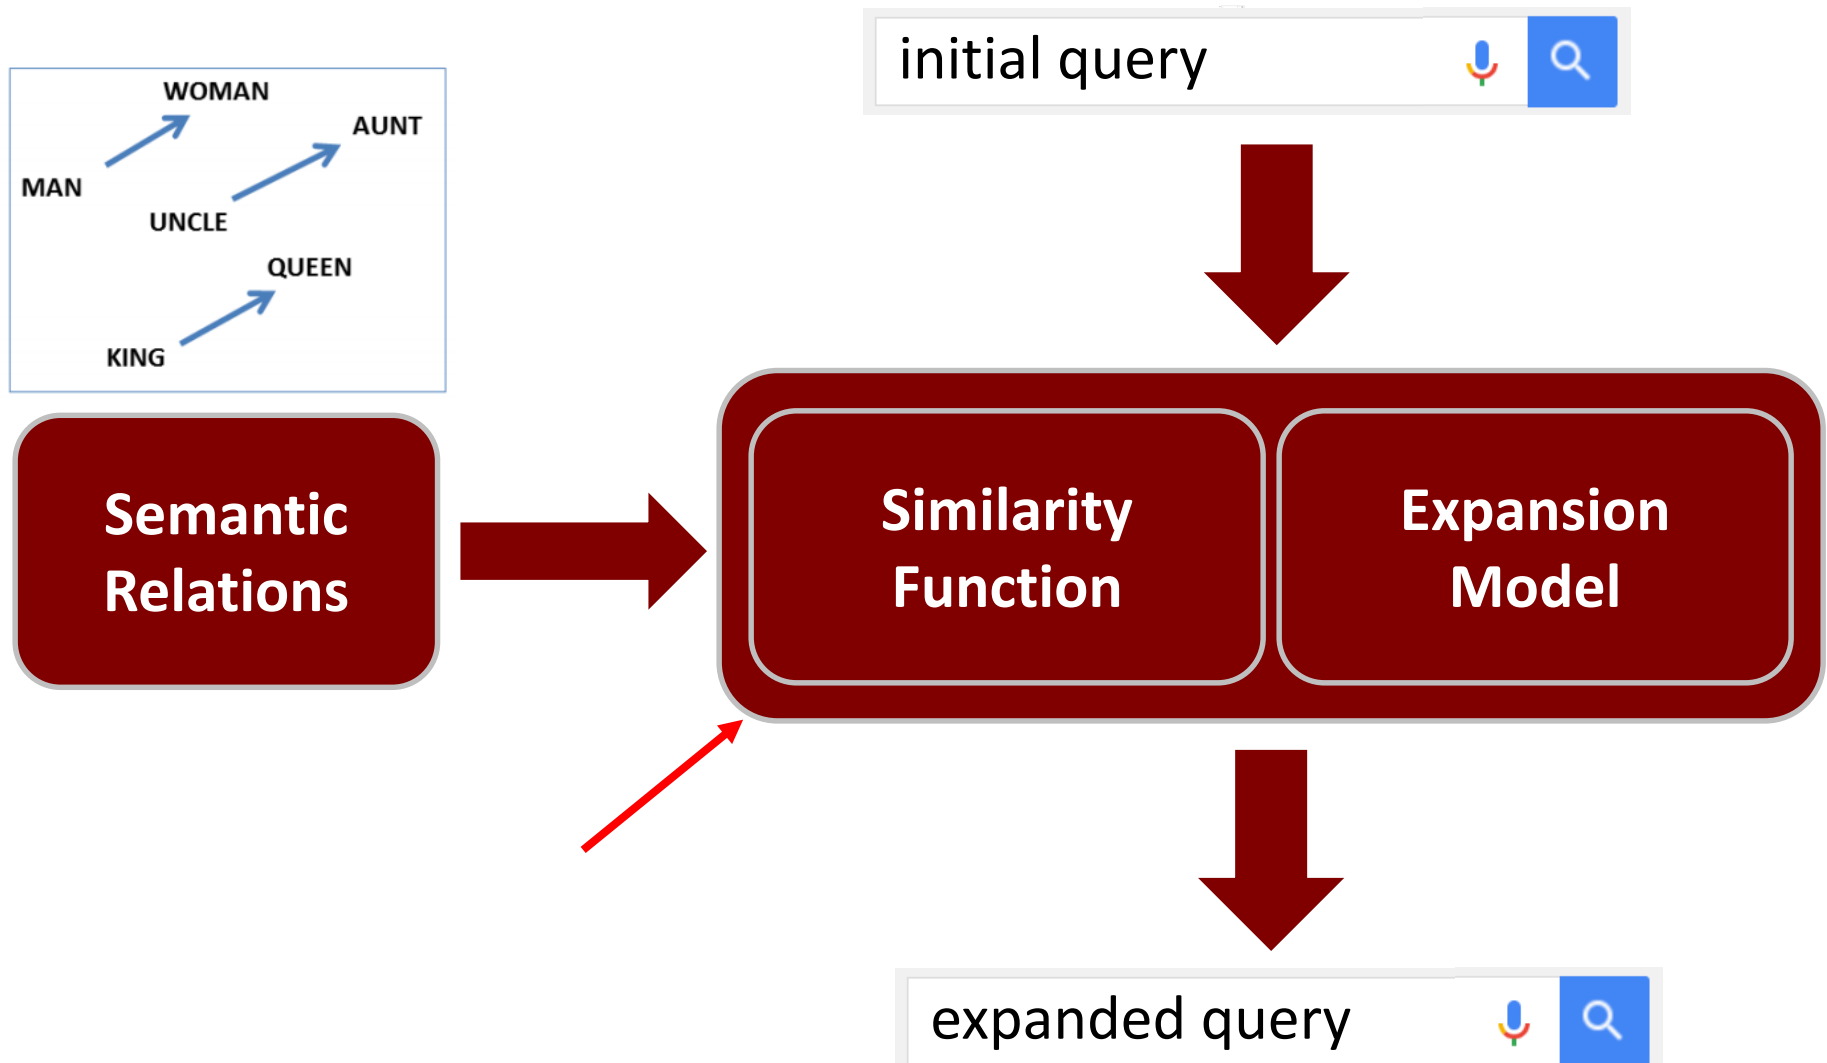 initial query
WOMAN
AUNT
MAN
UNCLE
QUEEN
KING
Semantic
Relations
Similarity
Function
Expansion
Model
expanded query